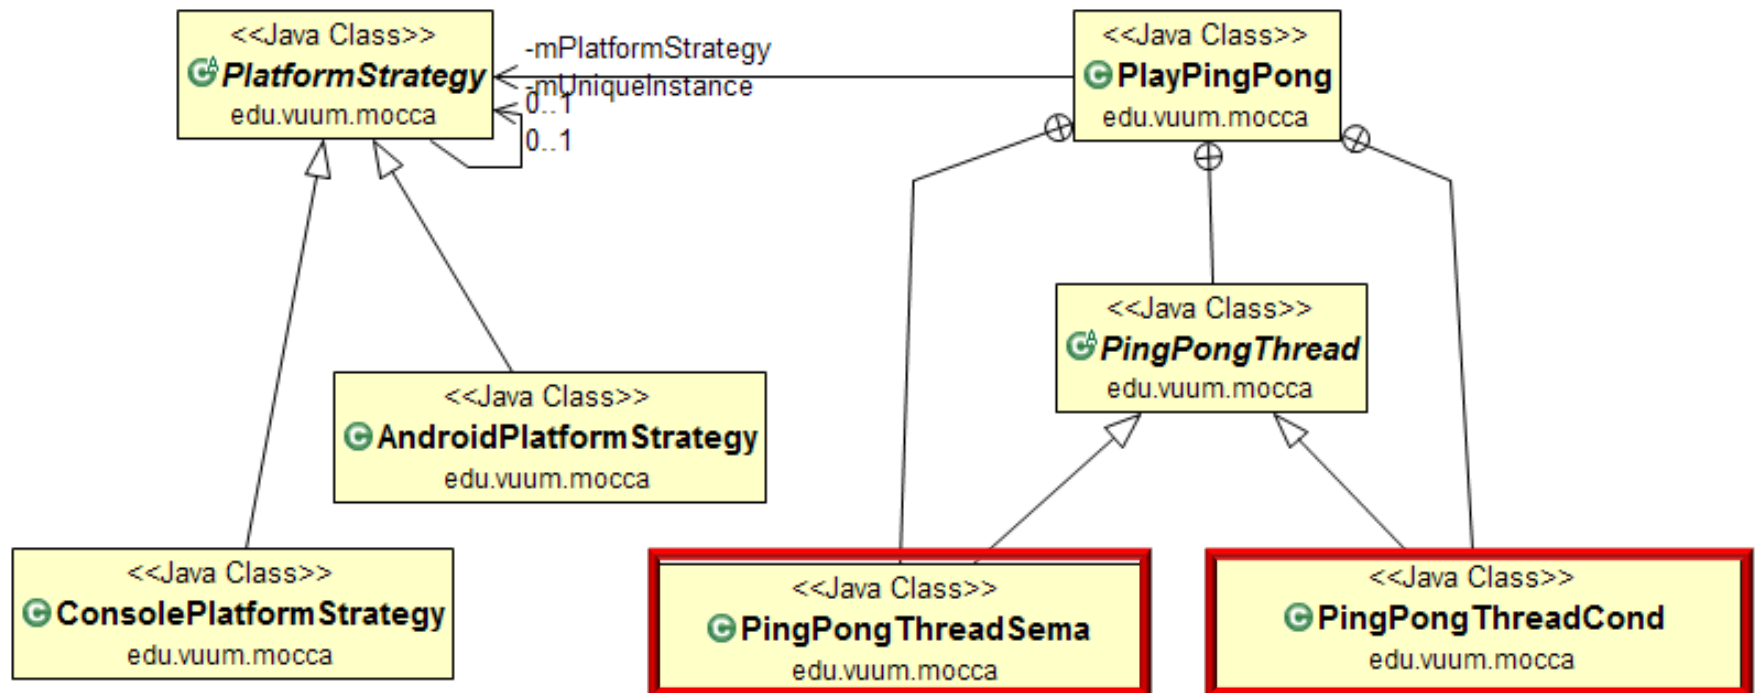 <<Java Class>>
PlatformStrategy
edu.vuum.mocca
-mPlatformStrategy
-mUniqueInstance
0..1
0..1
<<Java Class>>
PlayPingPong
edu.vuum.mocca
<<Java Class>>
PingPongThread
edu.vuum.mocca
<<Java Class>>
AndroidPlatformStrategy
edu.vuum.mocca
<<Java Class>>
ConsolePlatformStrategy
edu.vuum.mocca
<<Java Class>>
PingPongThreadSema
edu.vuum.mocca
<<Java Class>>
PingPongThreadCond
edu.vuum.mocca